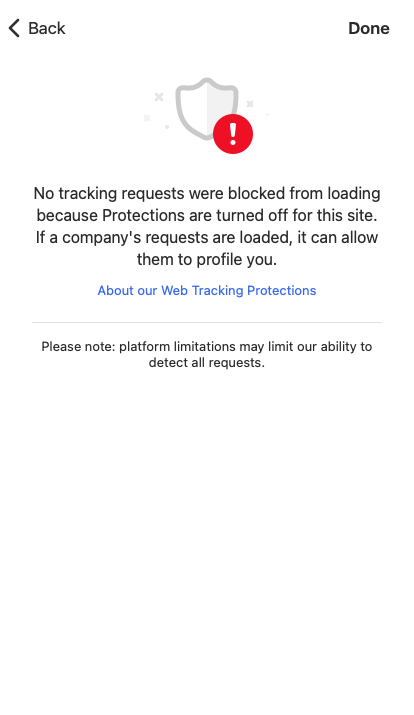 Back
Done
No tracking requests were blocked from loading
because Protections are turned off for this site.
If a company's requests are loaded, it can allow
them to profile you.
About our Web Tracking Protections
Please note: platform limitations may limit our ability to
detect all requests.